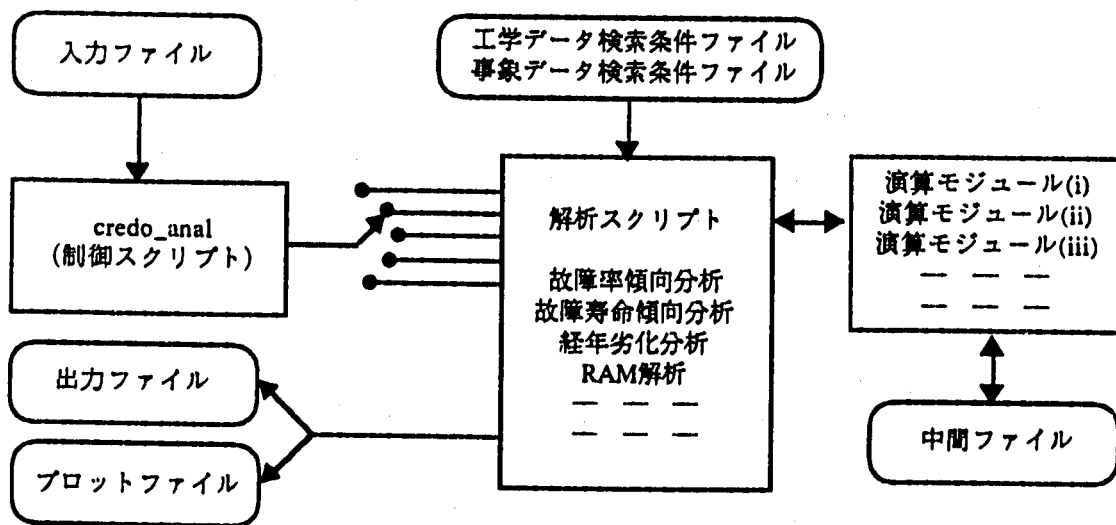 入力ファイル
工学データ検索条件ファイル
事象データ検索条件ファイル
credo_anal
(制御スクリプト)
解析スクリプト
故障率傾向分析
故障寿命傾向分析
経年劣化分析
RAM解析
— — —
— — —
演算モジュール(i)
演算モジュール(ii)
演算モジュール(iii)
— — —
— — —
出力ファイル
プロットファイル
中間ファイル